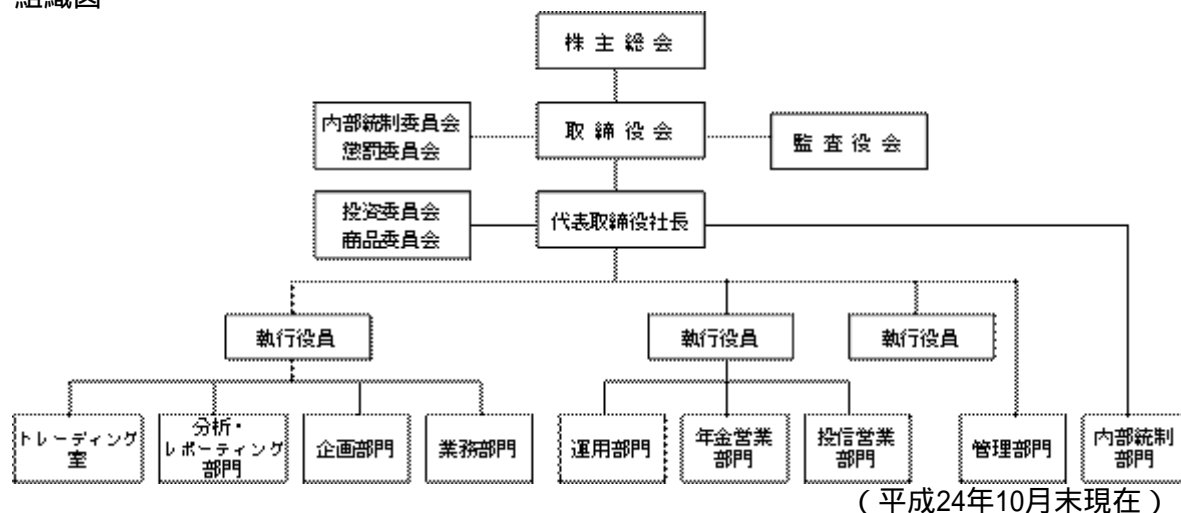 組織図
株主総会
内部統制委員会
懲罰委員会
取締役会
監査役会
投資委員会
商品委員会
代表取締役社長
執行役員
執行役員
執行役員
トレーディング
室
分析・
レポーティング
部門
企画部門
業務部門
運用部門
年金営業
部門
投信営業
部門
管理部門
内部統制
部門
(平成24年10月末現在)